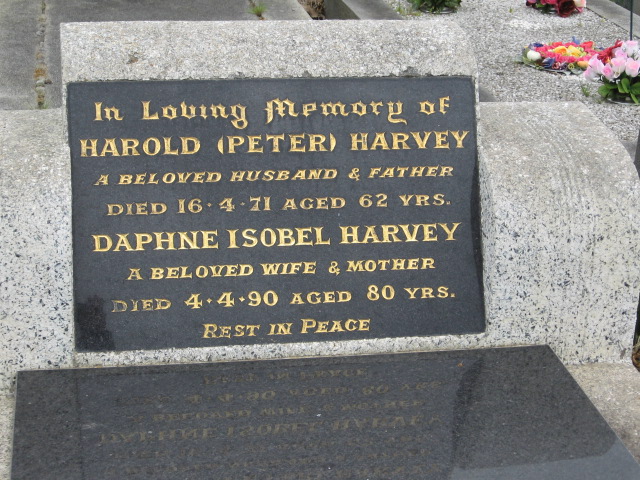 In Loving Memory of
HAROLD (PETER) HARVEY
A BELOVED HUSBAND & FATHER
DIED 16·4·71 AGED 62 YRS.
DAPHNE ISOBEL HARVEY
A BELOVED WIFE & MOTHER
DIED 4·4·90 AGED 80 YRS.
REST IN PEACE